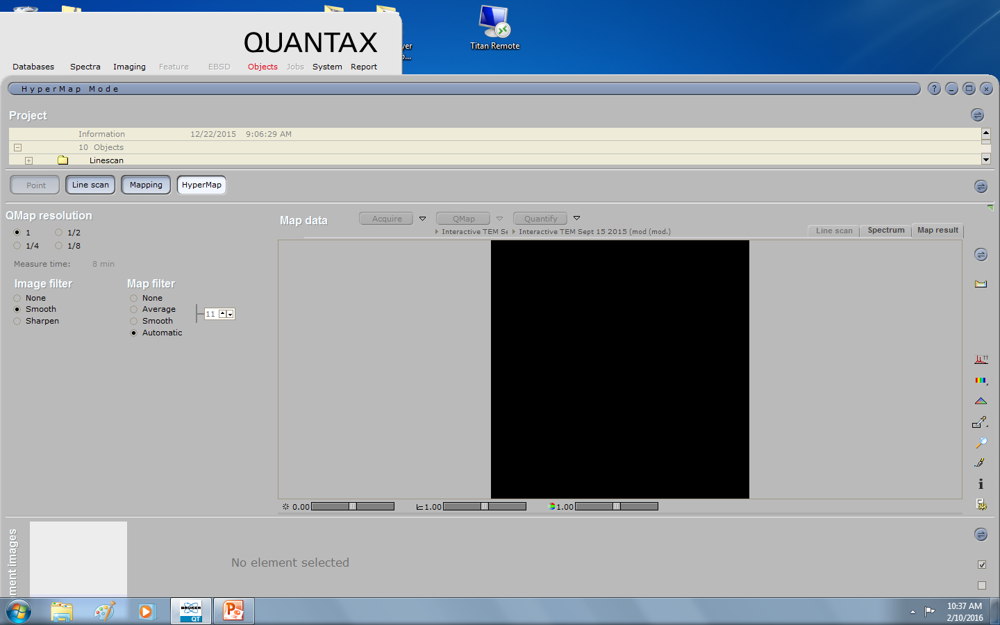 Titan Remote
yer
QUANTAX
Databases Spectra Imaging Feature EBSD Objects Jobs System Report
HyperMap Mode
?
Project
Information 12/22/2015 9:06:29 AM
10 Objects
Linescan
Point Line scan Mapping HyperMap
QMap resolution
1 1/2
1/4 1/8
Measure time: 8 min
Image filter Map filter
None None
Smooth Average
Sharpen Smooth
Automatic
11
Map data Acquire QMap Quantify
Interactive TEM Se Interactive TEM Sept 15 2015 (mod (mod.)
Line scan Spectrum Map result
0.00 1.00 1.00
ment images
No element selected
BRUKER
QT
10:37 AM
2/10/2016